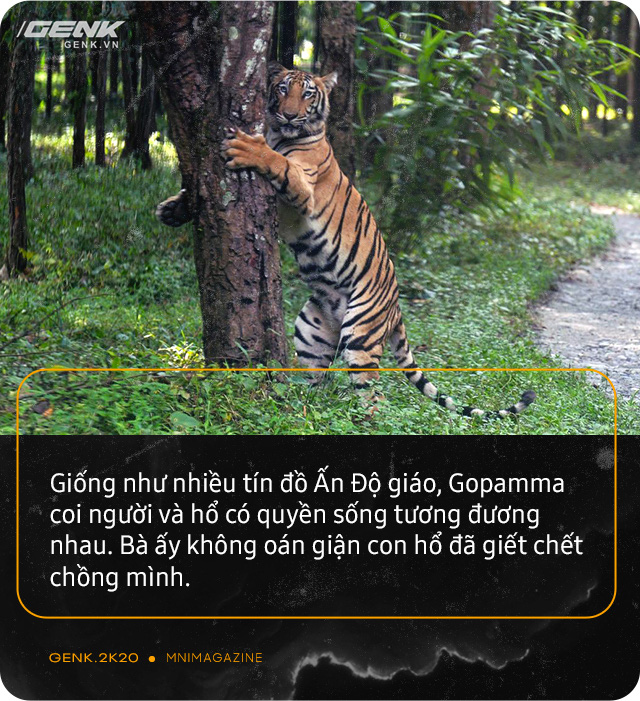 GENK
GENK.VN
Giống như nhiều tín đồ Ấn Độ giáo, Gopamma
coi người và hổ có quyền sống tương đương
nhau. Bà ấy không oán giận con hổ đã giết chết
chồng mình.
GENK.2K20 • MNIMAGAZINE